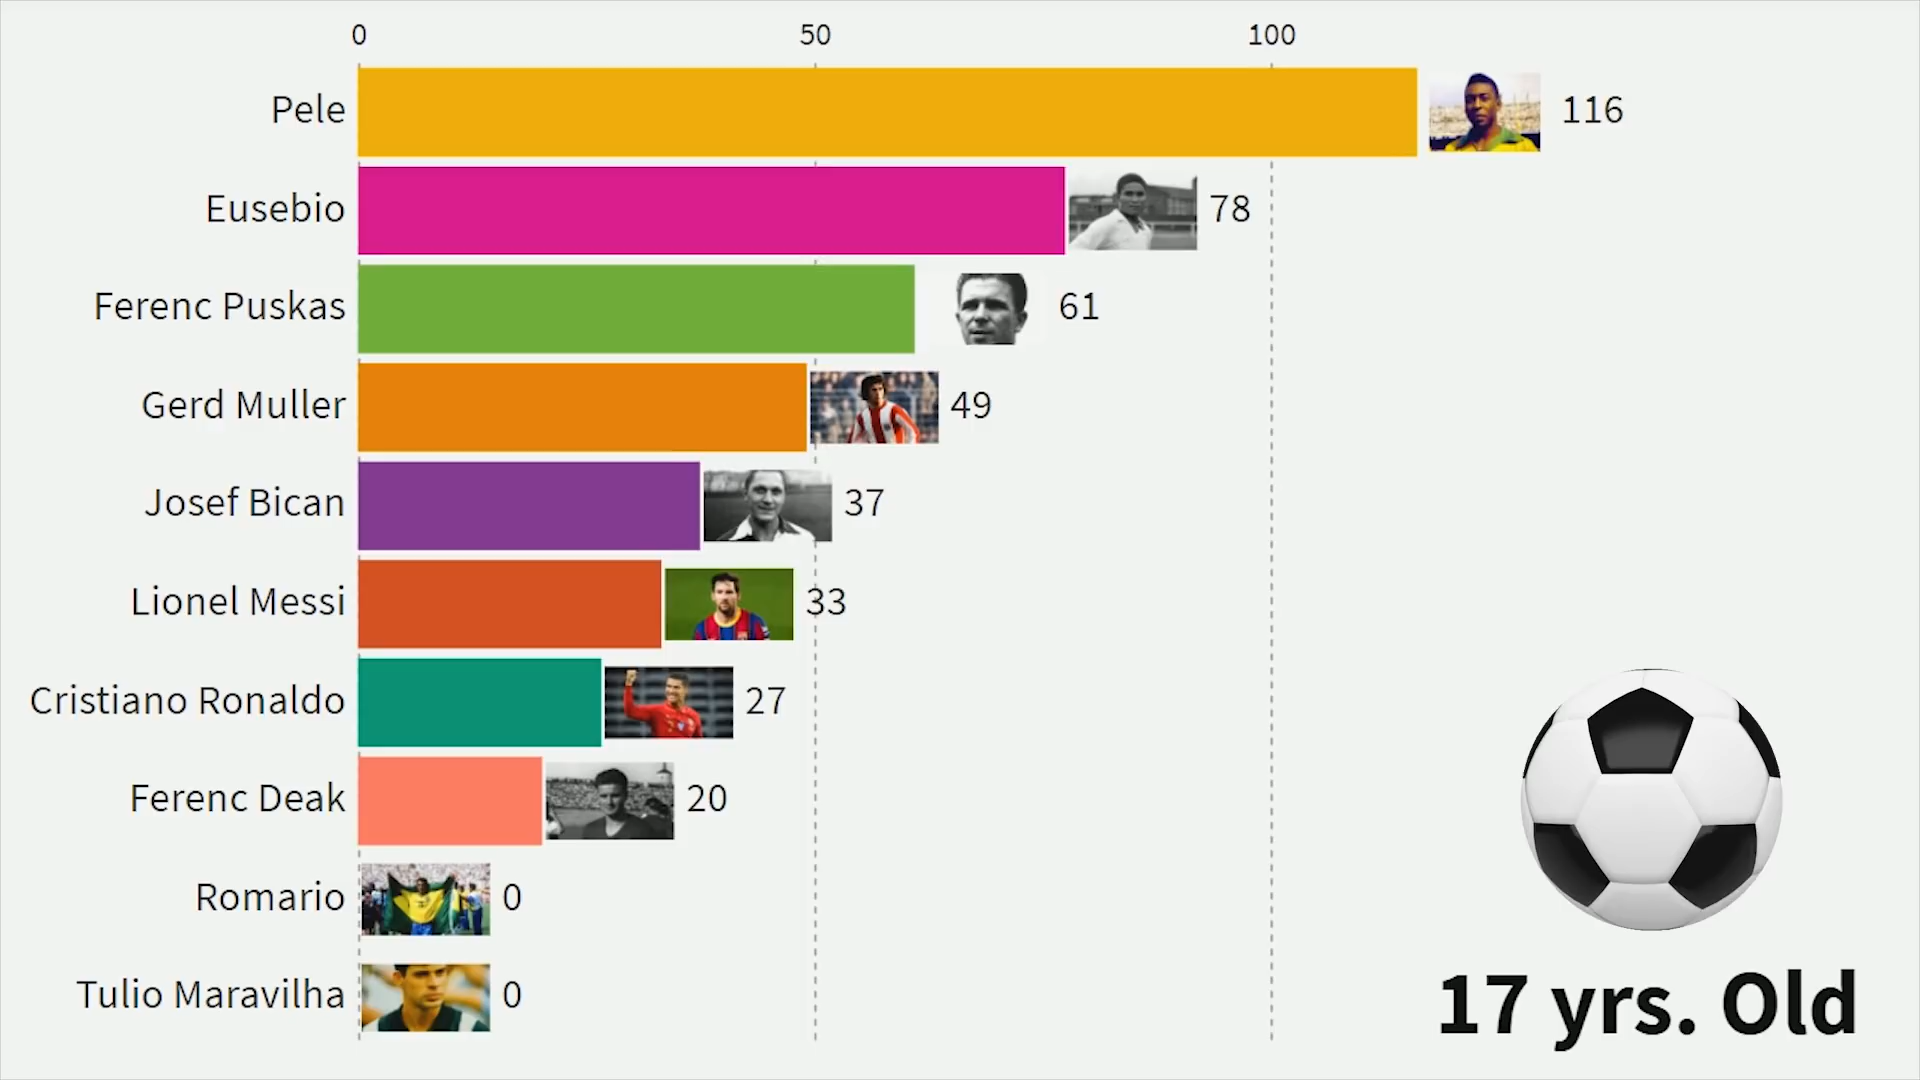 0 50 100
Pele 116
Eusebio 78
Ferenc Puskas 61
Gerd Muller 49
Josef Bican 37
Lionel Messi 33
Cristiano Ronaldo 27
Ferenc Deak 20
Romario 0
Tulio Maravilha 0
17 yrs. Old